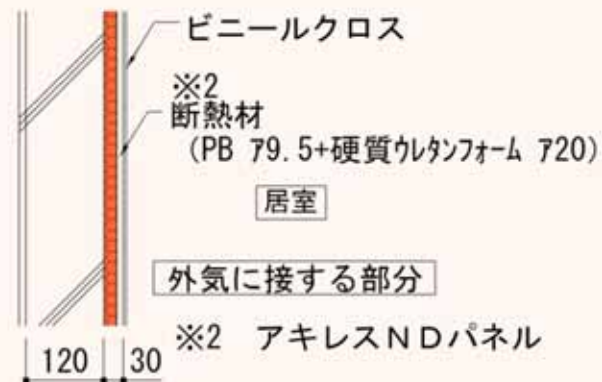 ビニールクロス
※2
断熱材
(PB ｱ9.5+硬質ｳﾚﾀﾝﾌｫｰﾑ ｱ20)
居室
外気に接する部分
※2 アキレスＮＤパネル
120 30